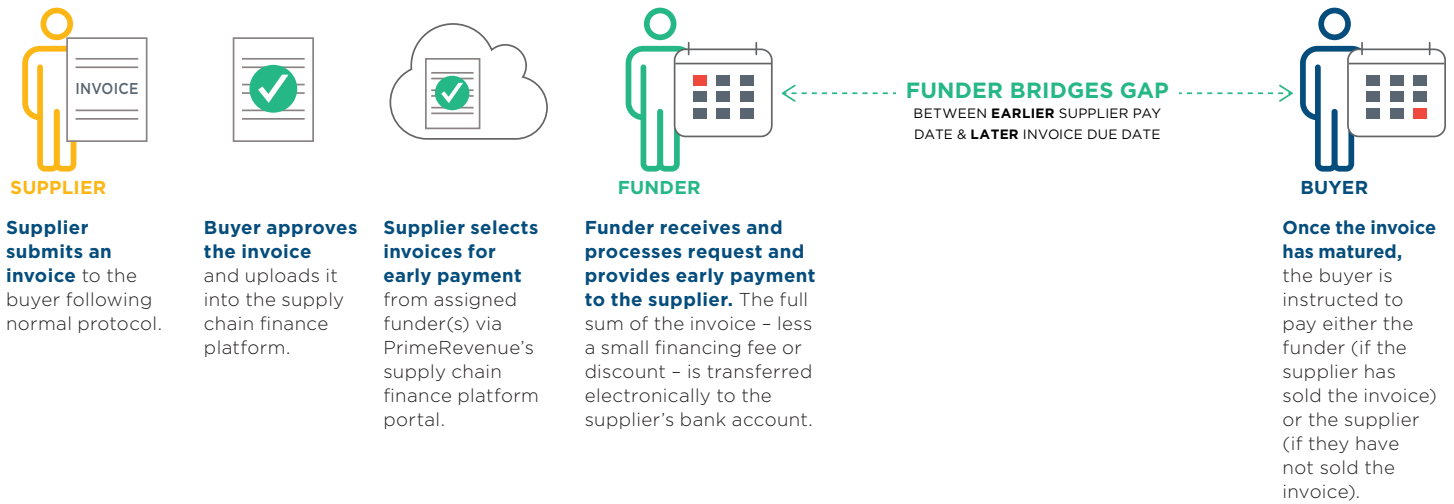 INVOICE
FUNDER BRIDGES GAP
BETWEEN EARLIER SUPPLIER PAY
DATE & LATER INVOICE DUE DATE
SUPPLIER
FUNDER
BUYER
Supplier
submits an
invoice to the
buyer following
normal protocol.
Buyer approves
the invoice
and uploads it
into the supply
chain finance
platform.
Supplier selects
invoices for
early payment
from assigned
funder(s) via
PrimeRevenue's
supply chain
finance platform
portal.
Funder receives and
processes request and
provides early payment
to the supplier. The full
sum of the invoice – less
a small financing fee or
discount – is transferred
electronically to the
supplier's bank account.
Once the invoice
has matured,
the buyer is
instructed to
pay either the
funder (if the
supplier has
sold the invoice)
or the supplier
(if they have
not sold the
invoice).